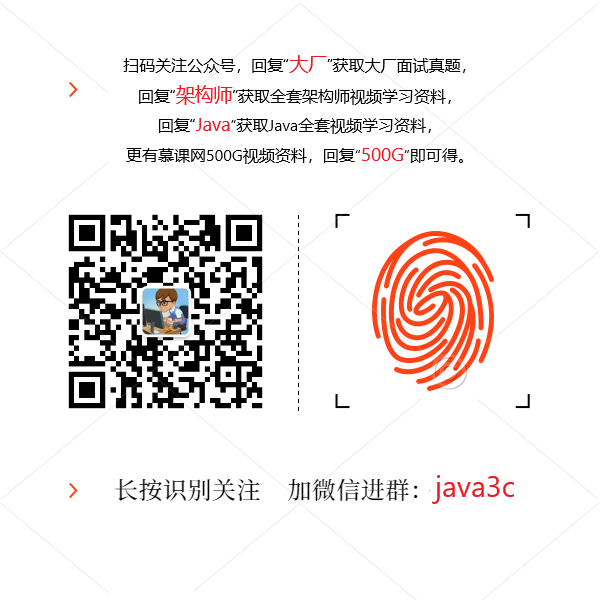 扫码关注公众号，回复“大厂”获取大厂面试真题，
回复“架构师”获取全套架构师视频学习资料，
回复“Java”获取Java全套视频学习资料，
更有慕课网500G视频资料，回复“500G”即可得。
长按识别关注 加微信进群：java3c